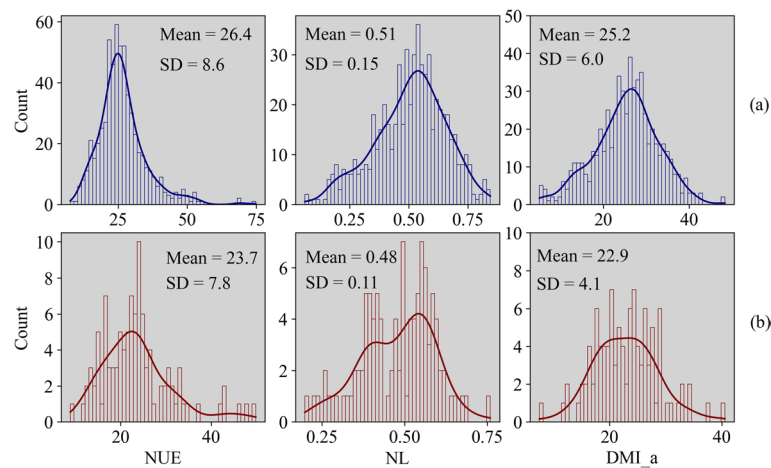 Mean = 26.4
SD = 8.6
Count
60
40
20
0
25
50
75
Mean = 0.51
SD = 0.15
30
20
10
0
0.25
0.50
0.75
Mean = 25.2
SD = 6.0
50
40
30
20
10
0
20
40
(a)
Mean = 23.7
SD = 7.8
Count
10
8
6
4
2
0
20
40
NUE
Mean = 0.48
SD = 0.11
6
4
2
0
0.25
0.50
0.75
NL
Mean = 22.9
SD = 4.1
10
8
6
4
2
0
20
40
DMI_a
(b)